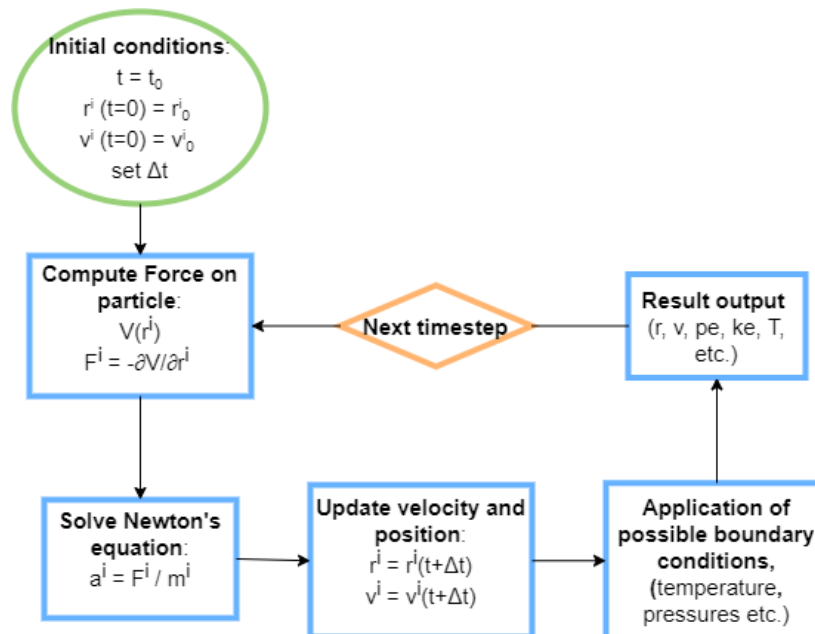 Initial conditions:
t = t₀
rⁱ (t=0) = rⁱ₀
vⁱ (t=0) = vⁱ₀
set Δt
Compute Force on
particle:
V(rⁱ)
Fⁱ = -∂V/∂rⁱ
Solve Newton's
equation:
aⁱ = Fⁱ / mⁱ
Update velocity and
position:
rⁱ = rⁱ(t+Δt)
vⁱ = vⁱ(t+Δt)
Application of
possible boundary
conditions,
(temperature,
pressures etc.)
Result output
(r, v, pe, ke, T,
etc.)
Next timestep